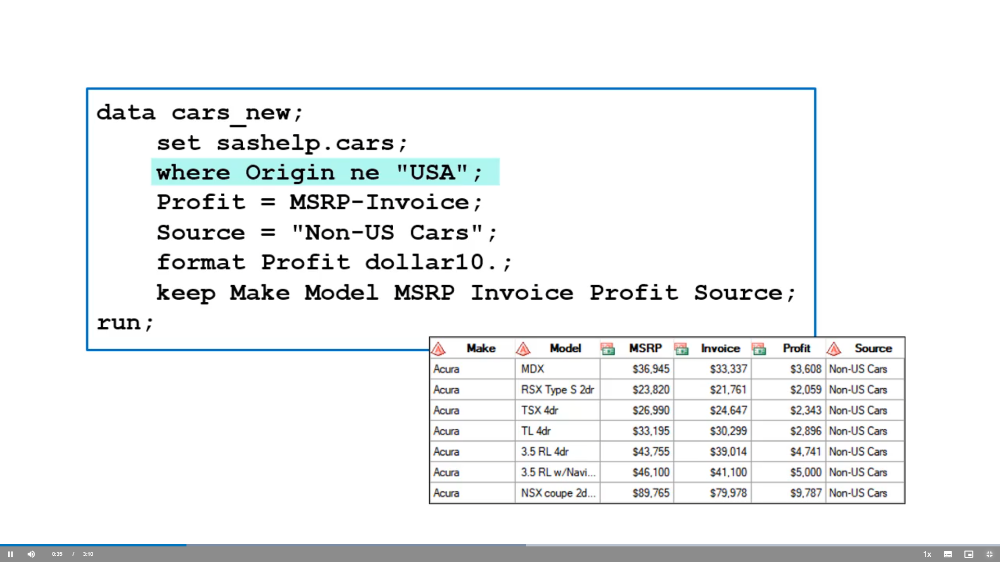 data cars_new;
set sashelp.cars;
where Origin ne "USA";
Profit = MSRP-Invoice;
Source = "Non-US Cars";
format Profit dollar10.;
keep Make Model MSRP Invoice Profit Source;
run;
Make Model MSRP Invoice Profit Source
Acura MDX $36,945 $33,337 $3,608 Non-US Cars
Acura RSX Type S 2dr $23,820 $21,761 $2,059 Non-US Cars
Acura TSX 4dr $26,990 $24,647 $2,343 Non-US Cars
Acura TL 4dr $33,195 $30,299 $2,896 Non-US Cars
Acura 3.5 RL 4dr $43,755 $39,014 $4,741 Non-US Cars
Acura 3.5 RL w/Navi... $46,100 $41,100 $5,000 Non-US Cars
Acura NSX coupe 2d... $89,765 $79,978 $9,787 Non-US Cars
0:35 / 3:10 1x